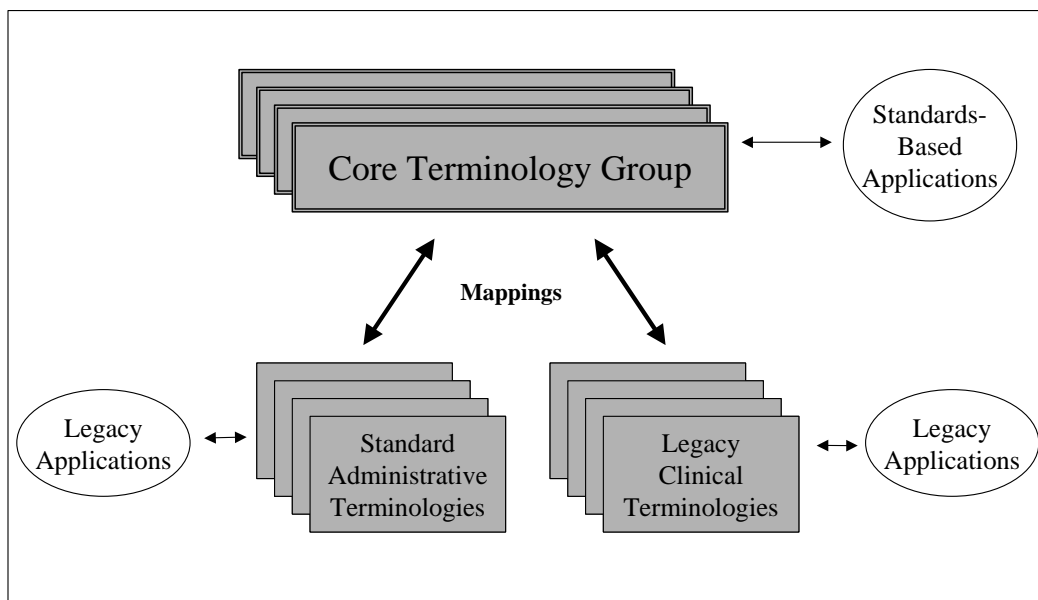 Core Terminology Group
Standards-
Based
Applications
Mappings
Legacy
Applications
Standard
Administrative
Terminologies
Legacy
Clinical
Terminologies
Legacy
Applications